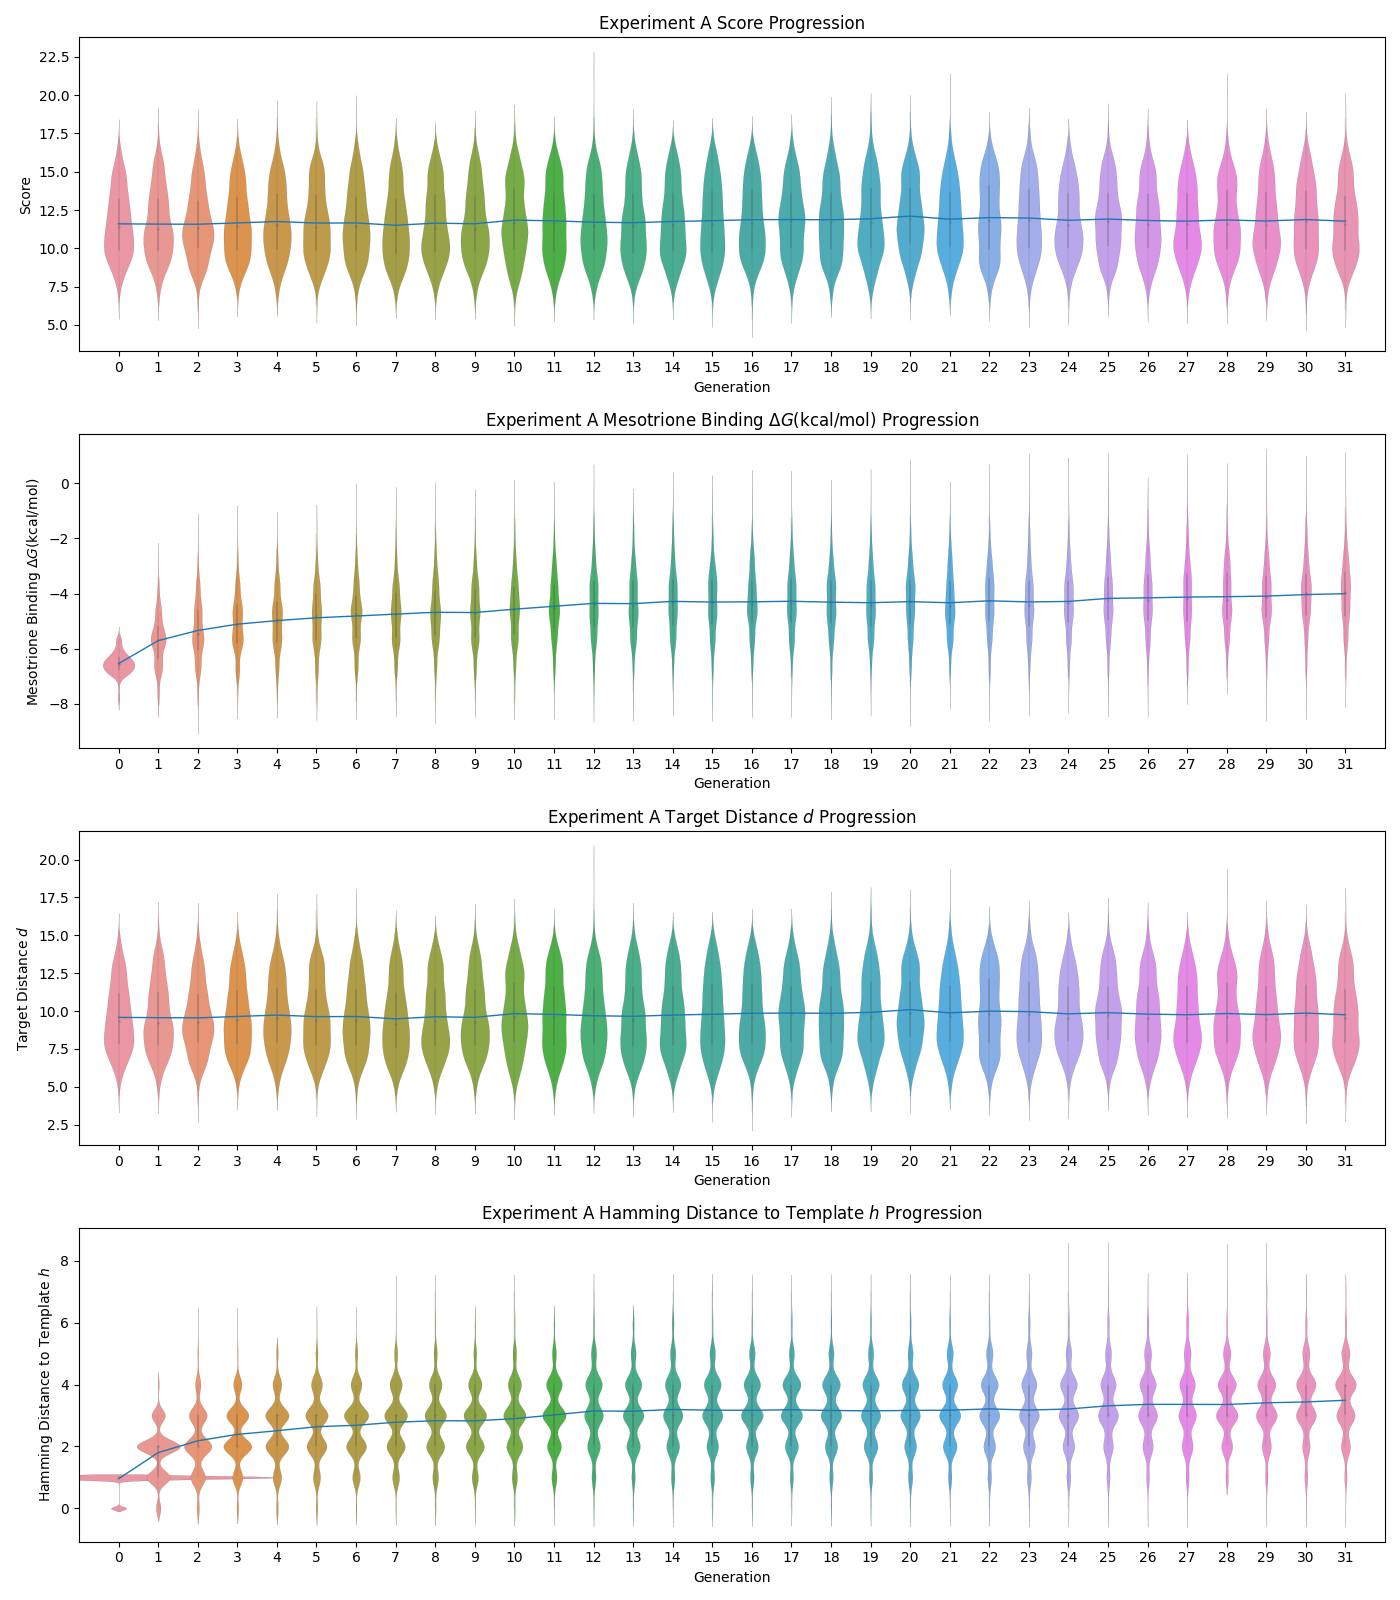 Experiment A Score Progression
Score
22.5
20.0
17.5
15.0
12.5
10.0
7.5
5.0
0 1 2 3 4 5 6 7 8 9 10 11 12 13 14 15 16 17 18 19 20 21 22 23 24 25 26 27 28 29 30 31
Generation
Experiment A Mesotrione Binding ΔG(kcal/mol) Progression
Mesotrione Binding ΔG(kcal/mol)
0
−2
−4
−6
−8
0 1 2 3 4 5 6 7 8 9 10 11 12 13 14 15 16 17 18 19 20 21 22 23 24 25 26 27 28 29 30 31
Generation
Experiment A Target Distance d Progression
Target Distance d
20.0
17.5
15.0
12.5
10.0
7.5
5.0
2.5
0 1 2 3 4 5 6 7 8 9 10 11 12 13 14 15 16 17 18 19 20 21 22 23 24 25 26 27 28 29 30 31
Generation
Experiment A Hamming Distance to Template h Progression
Hamming Distance to Template h
8
6
4
2
0
0 1 2 3 4 5 6 7 8 9 10 11 12 13 14 15 16 17 18 19 20 21 22 23 24 25 26 27 28 29 30 31
Generation